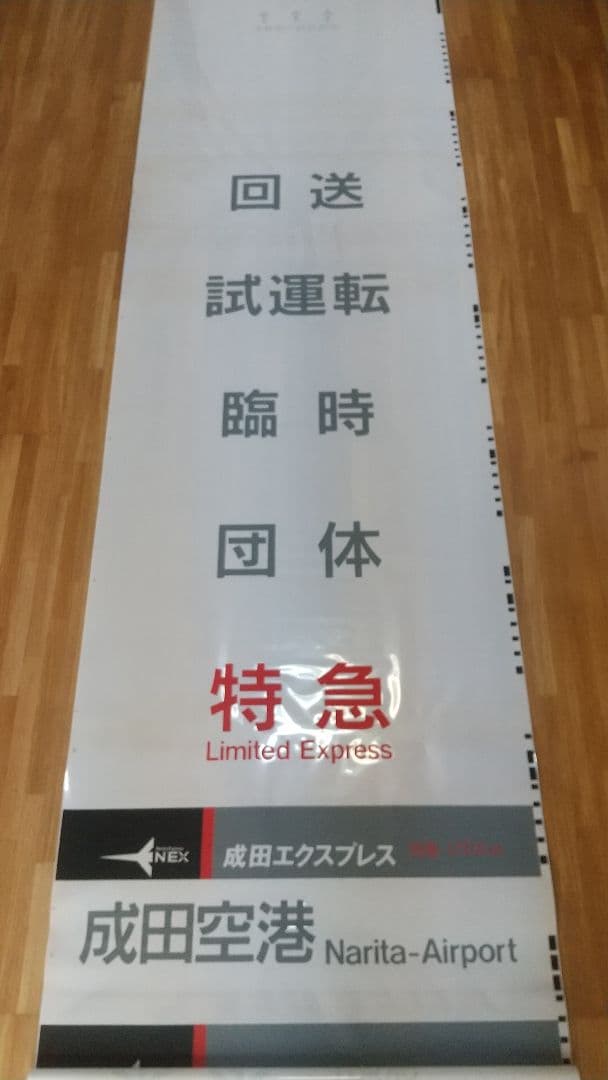 回送
試運転
臨時
団体
特急
Limited Express
NEX 成田エクスプレス
成田空港 Narita-Airport